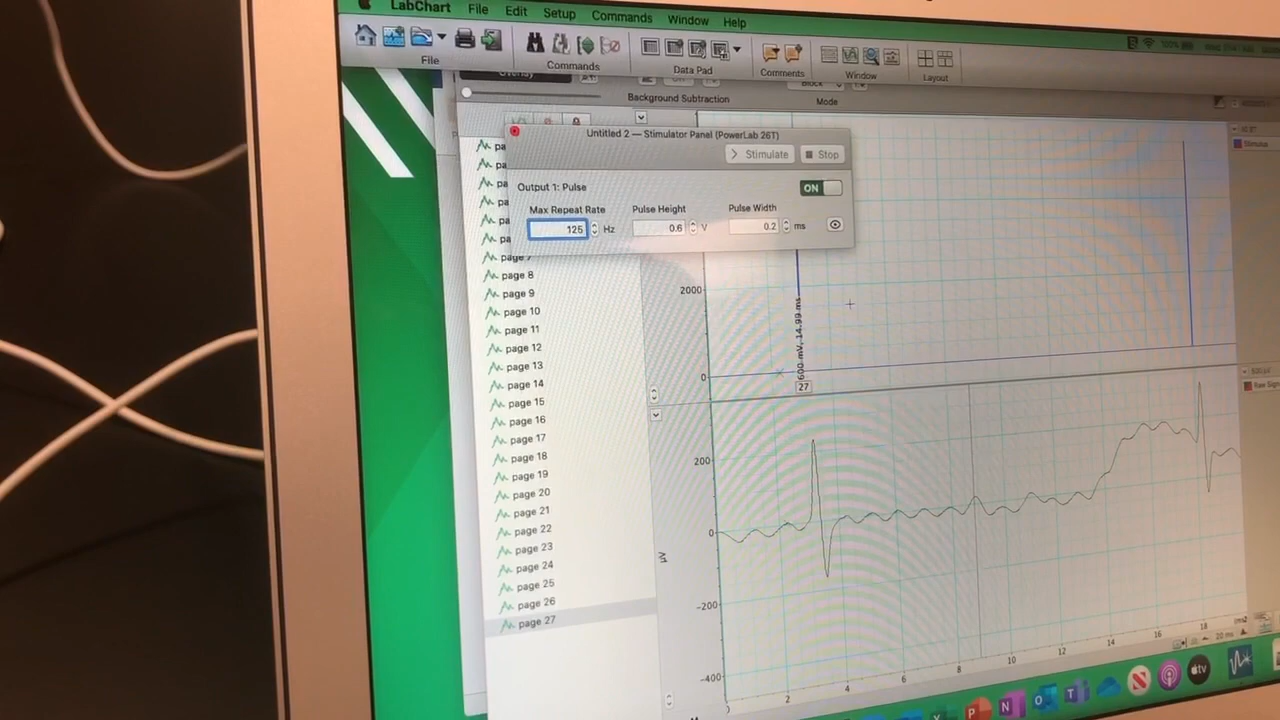 LabChart File Edit Setup Commands Window Help
File Commands Data Pad Comments Window Layout
Background Subtraction
Mode
Untitled 2 — Stimulator Panel (PowerLab 26T)
Stimulate Stop
Output 1: Pulse ON
Max Repeat Rate Pulse Height Pulse Width
125 Hz 0.6 V 0.2 ms
page 8
page 9
page 10
page 11
page 12
page 13
page 14
page 15
page 16
page 17
page 18
page 19
page 20
page 21
page 22
page 23
page 24
page 25
page 26
page 27
Stimulus
2000
0
600 mV, 14.99 ms
27
200
0
-200
-400
2 4 6 8 10 12 14 16 18
20 ms